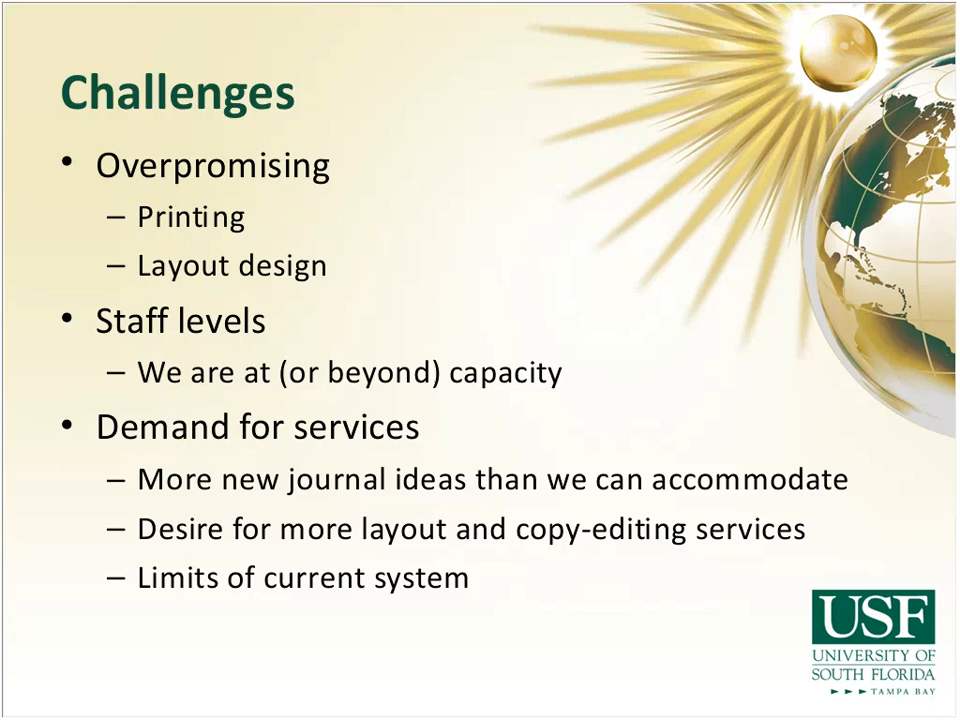 Challenges
• Overpromising
– Printing
– Layout design
• Staff levels
– We are at (or beyond) capacity
• Demand for services
– More new journal ideas than we can accommodate
– Desire for more layout and copy-editing services
– Limits of current system
USF
UNIVERSITY OF
SOUTH FLORIDA
►►► TAMPA BAY